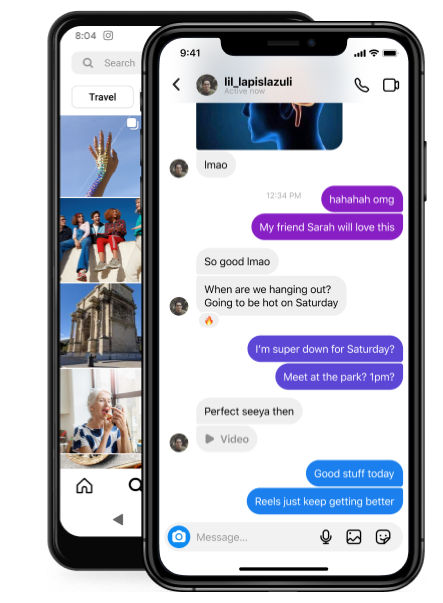 8:04
Search
Travel
9:41
lil_lapislazuli
Active now
lmao
12:34 PM
hahahah omg
My friend Sarah will love this
So good lmao
When are we hanging out?
Going to be hot on Saturday
I'm super down for Saturday?
Meet at the park? 1pm?
Perfect seeya then
Video
Good stuff today
Reels just keep getting better
Message...